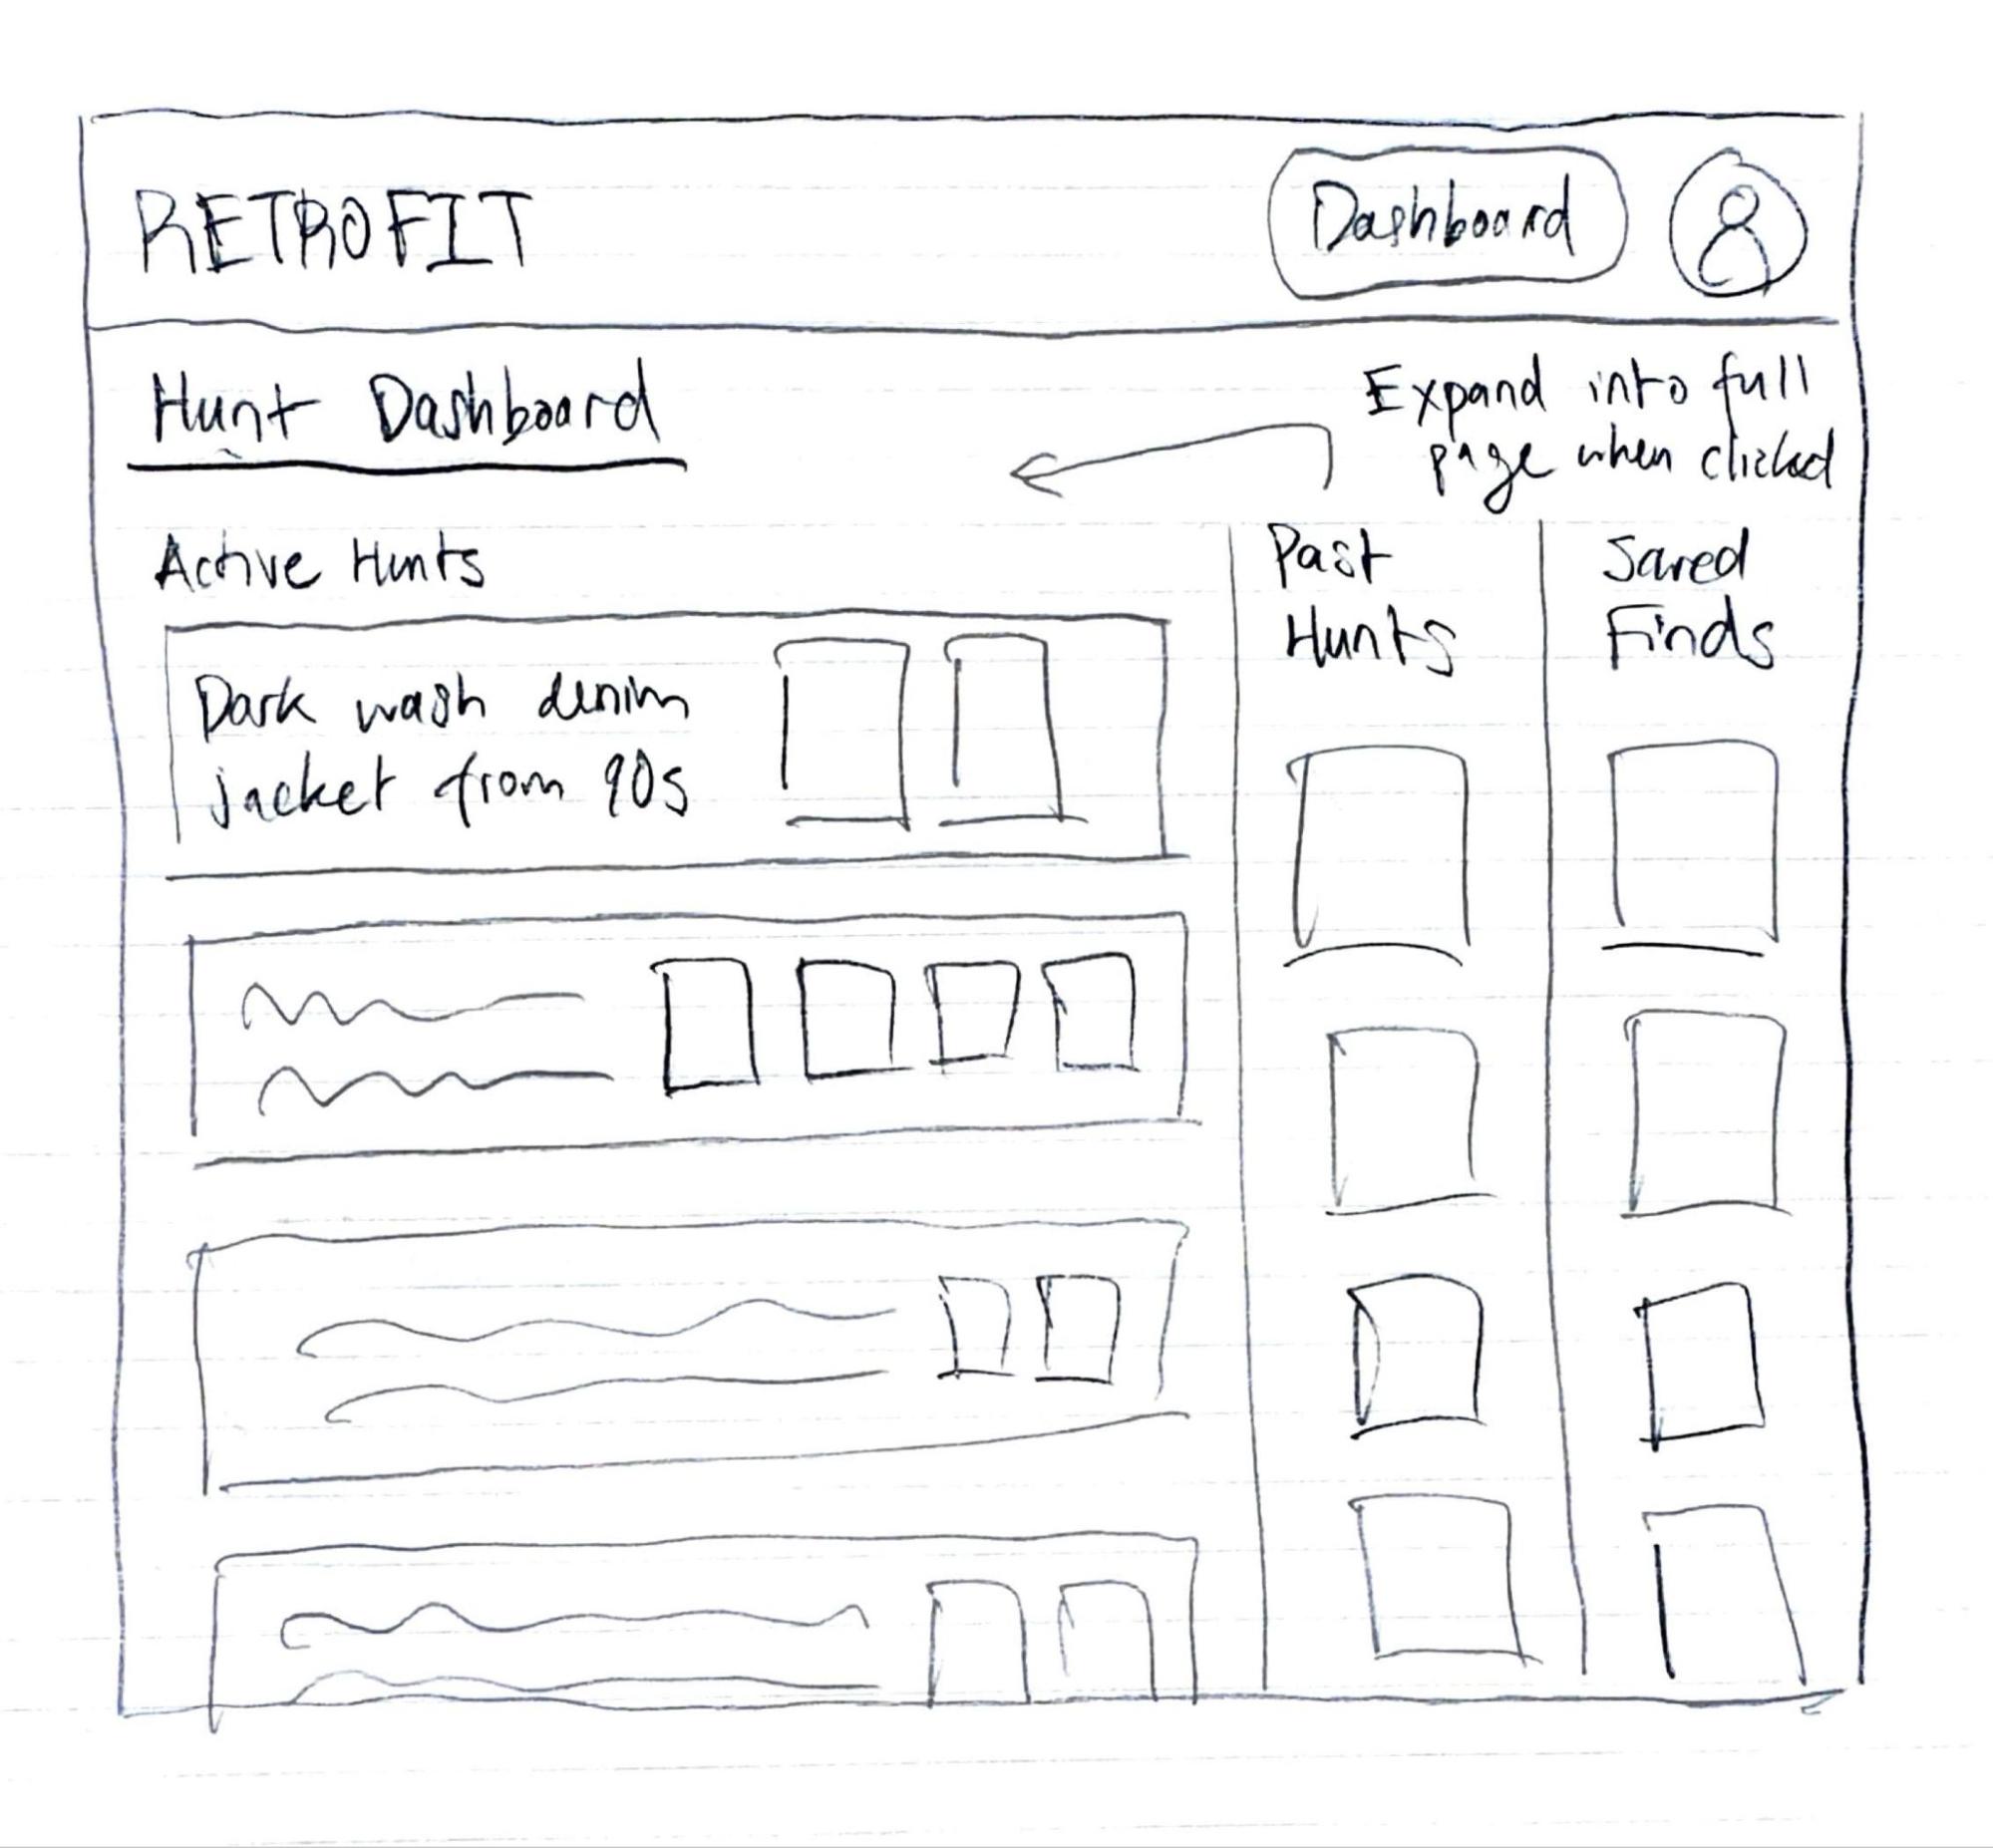 RETROFIT
Dashboard
Hunt Dashboard
Expand into full
page when clicked
Active Hunts
Past
Hunts
Saved
Finds
Dark wash denim
jacket from 90s